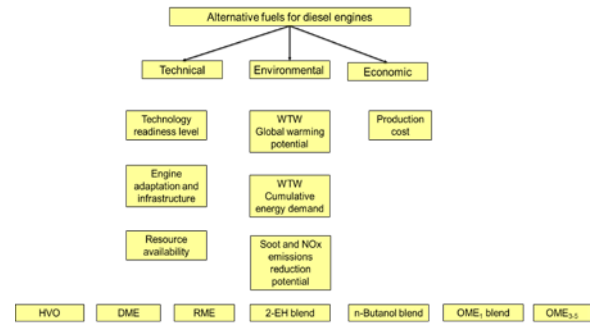 Alternative fuels for diesel engines
Technical
Environmental
Economic
Technology
readiness level
WTW
Global warming
potential
Production
cost
Engine
adaptation and
infrastructure
WTW
Cumulative
energy demand
Resource
availability
Soot and NOx
emissions
reduction
potential
HVO
DME
RME
2-EH blend
n-Butanol blend
OME₁ blend
OME₃₋₅